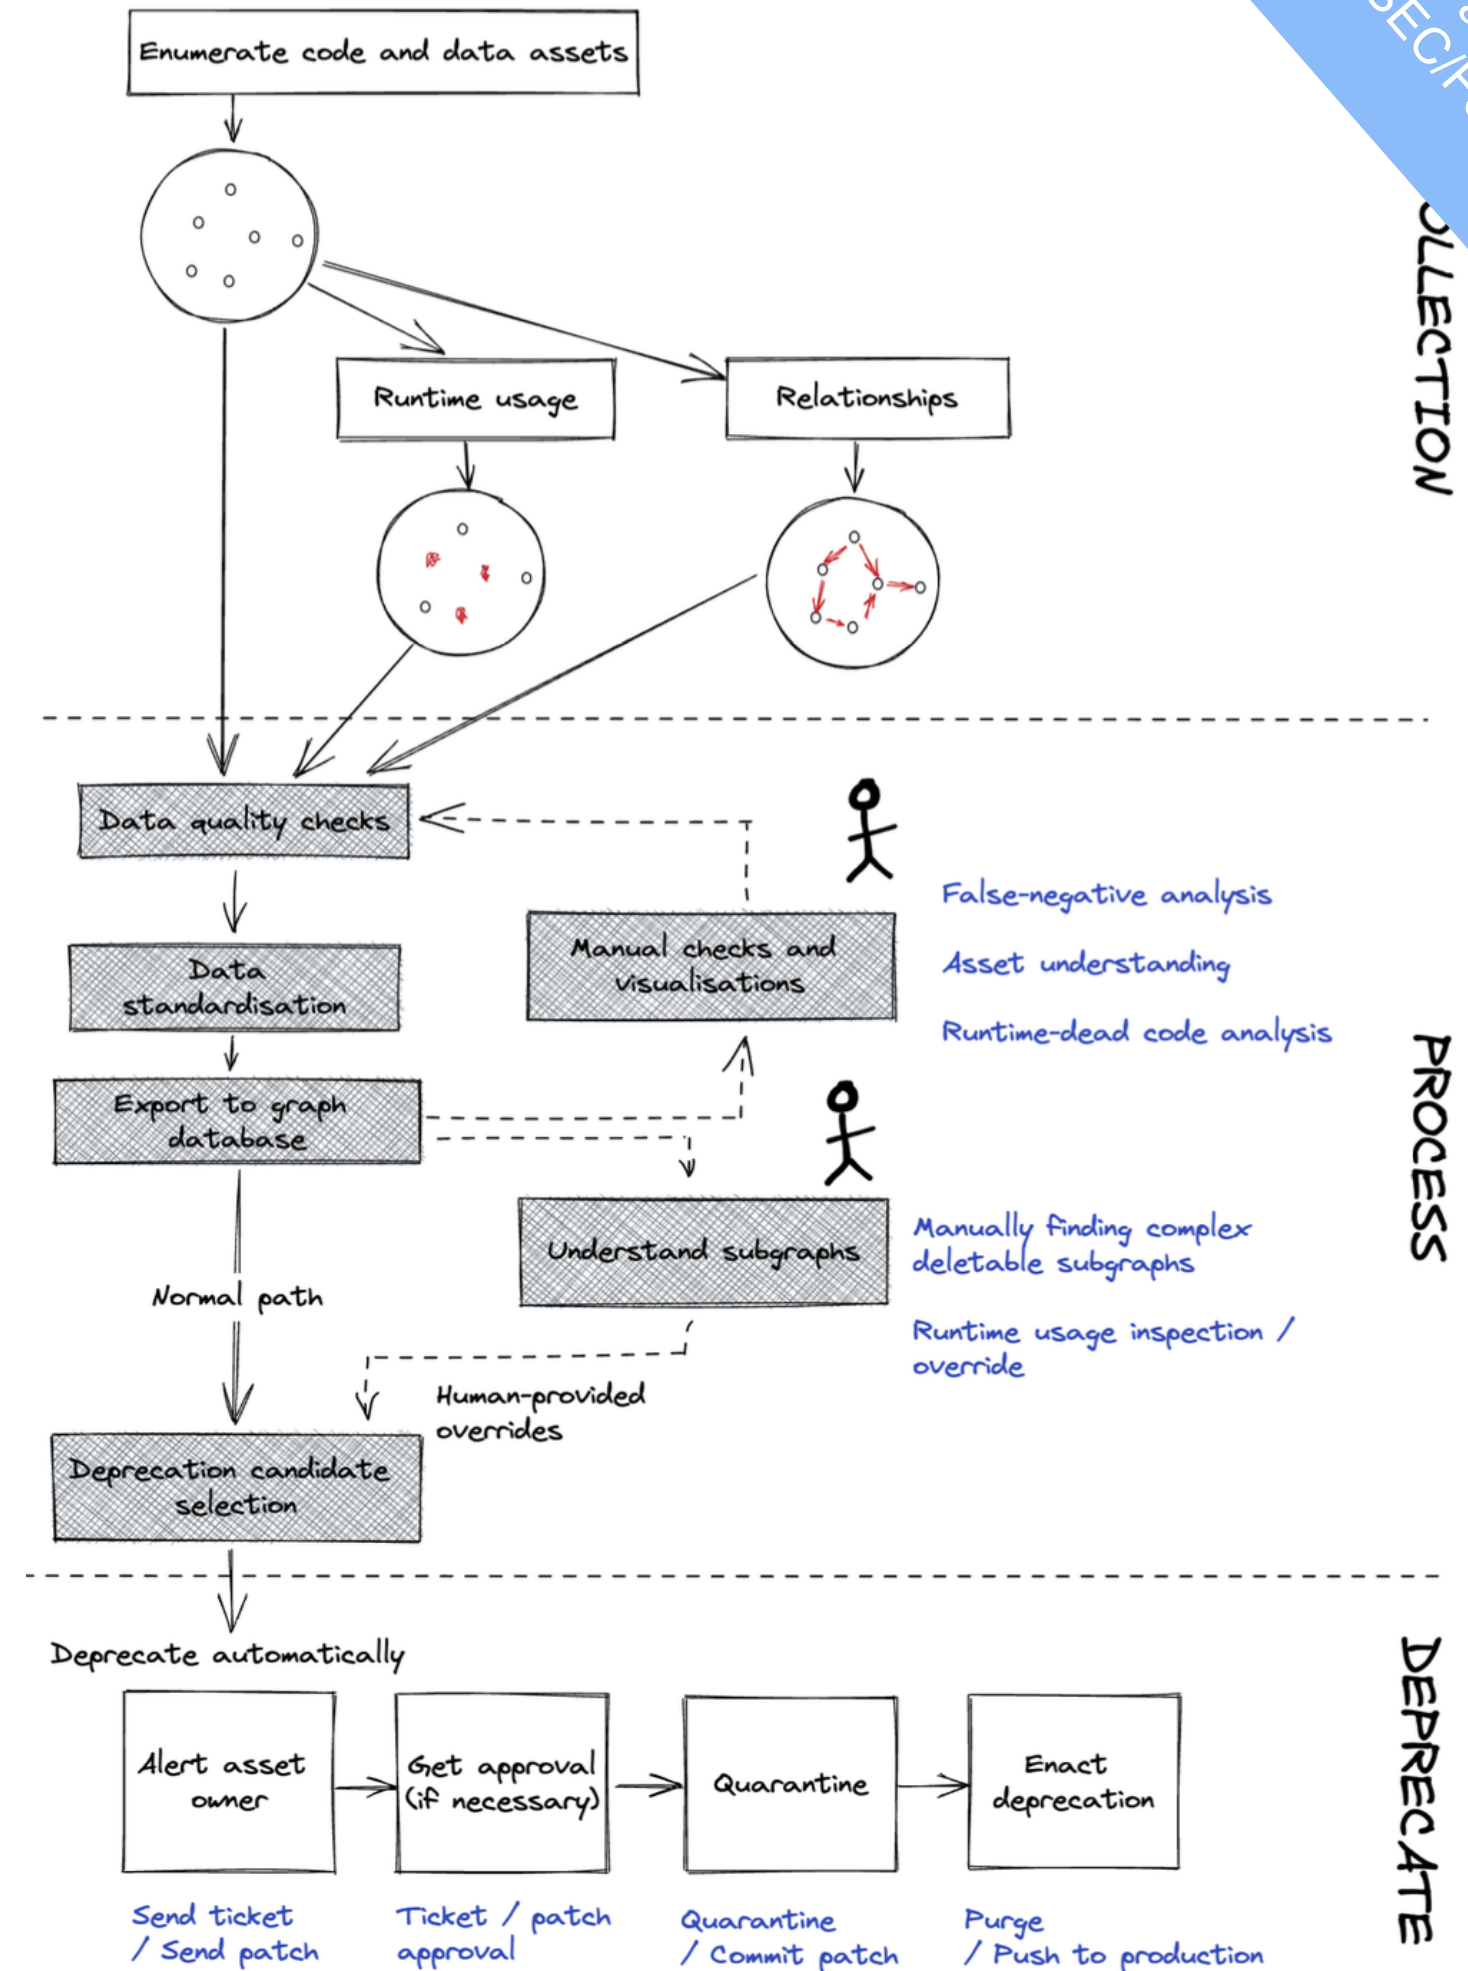 Enumerate code and data assets
Runtime usage
Relationships
OLLECTION
Data quality checks
Manual checks and
visualisations
False-negative analysis
Asset understanding
Runtime-dead code analysis
Data
standardisation
Export to graph
database
PROCESS
Understand subgraphs
Manually finding complex
deletable subgraphs
Runtime usage inspection /
override
Normal path
Human-provided
overrides
Deprecation candidate
selection
Deprecate automatically
DEPRECATE
Alert asset
owner
Get approval
(if necessary)
Quarantine
Enact
deprecation
Send ticket
/ Send patch
Ticket / patch
approval
Quarantine
/ Commit patch
Purge
/ Push to production